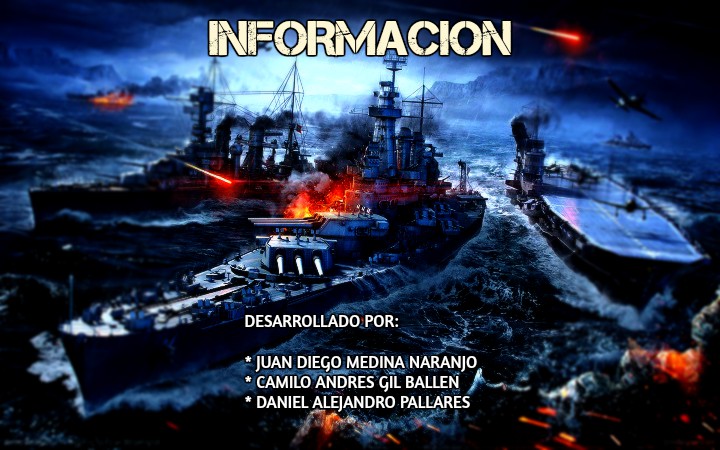 INFORMACION
DESARROLLADO POR:
* JUAN DIEGO MEDINA NARANJO
* CAMILO ANDRES GIL BALLEN
* DANIEL ALEJANDRO PALLARES